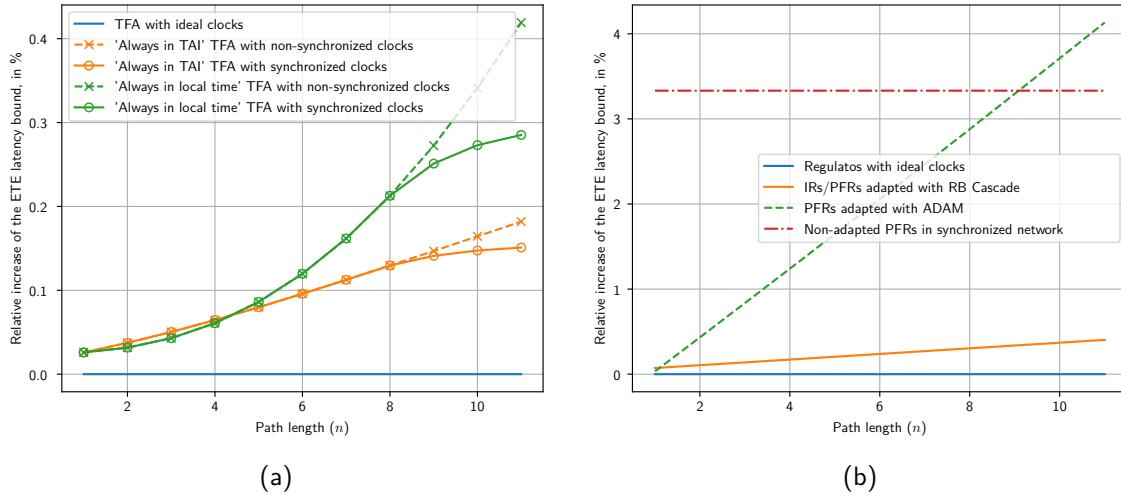 Relative increase of the ETE latency bound, in %
0.4
0.3
0.2
0.1
0.0
TFA with ideal clocks
'Always in TAI' TFA with non-synchronized clocks
'Always in TAI' TFA with synchronized clocks
'Always in local time' TFA with non-synchronized clocks
'Always in local time' TFA with synchronized clocks
2
4
6
8
10
Path length (n)
(a)
Relative increase of the ETE latency bound, in %
4
3
2
1
0
Regulatos with ideal clocks
IRs/PFRs adapted with RB Cascade
PFRs adapted with ADAM
Non-adapted PFRs in synchronized network
2
4
6
8
10
Path length (n)
(b)